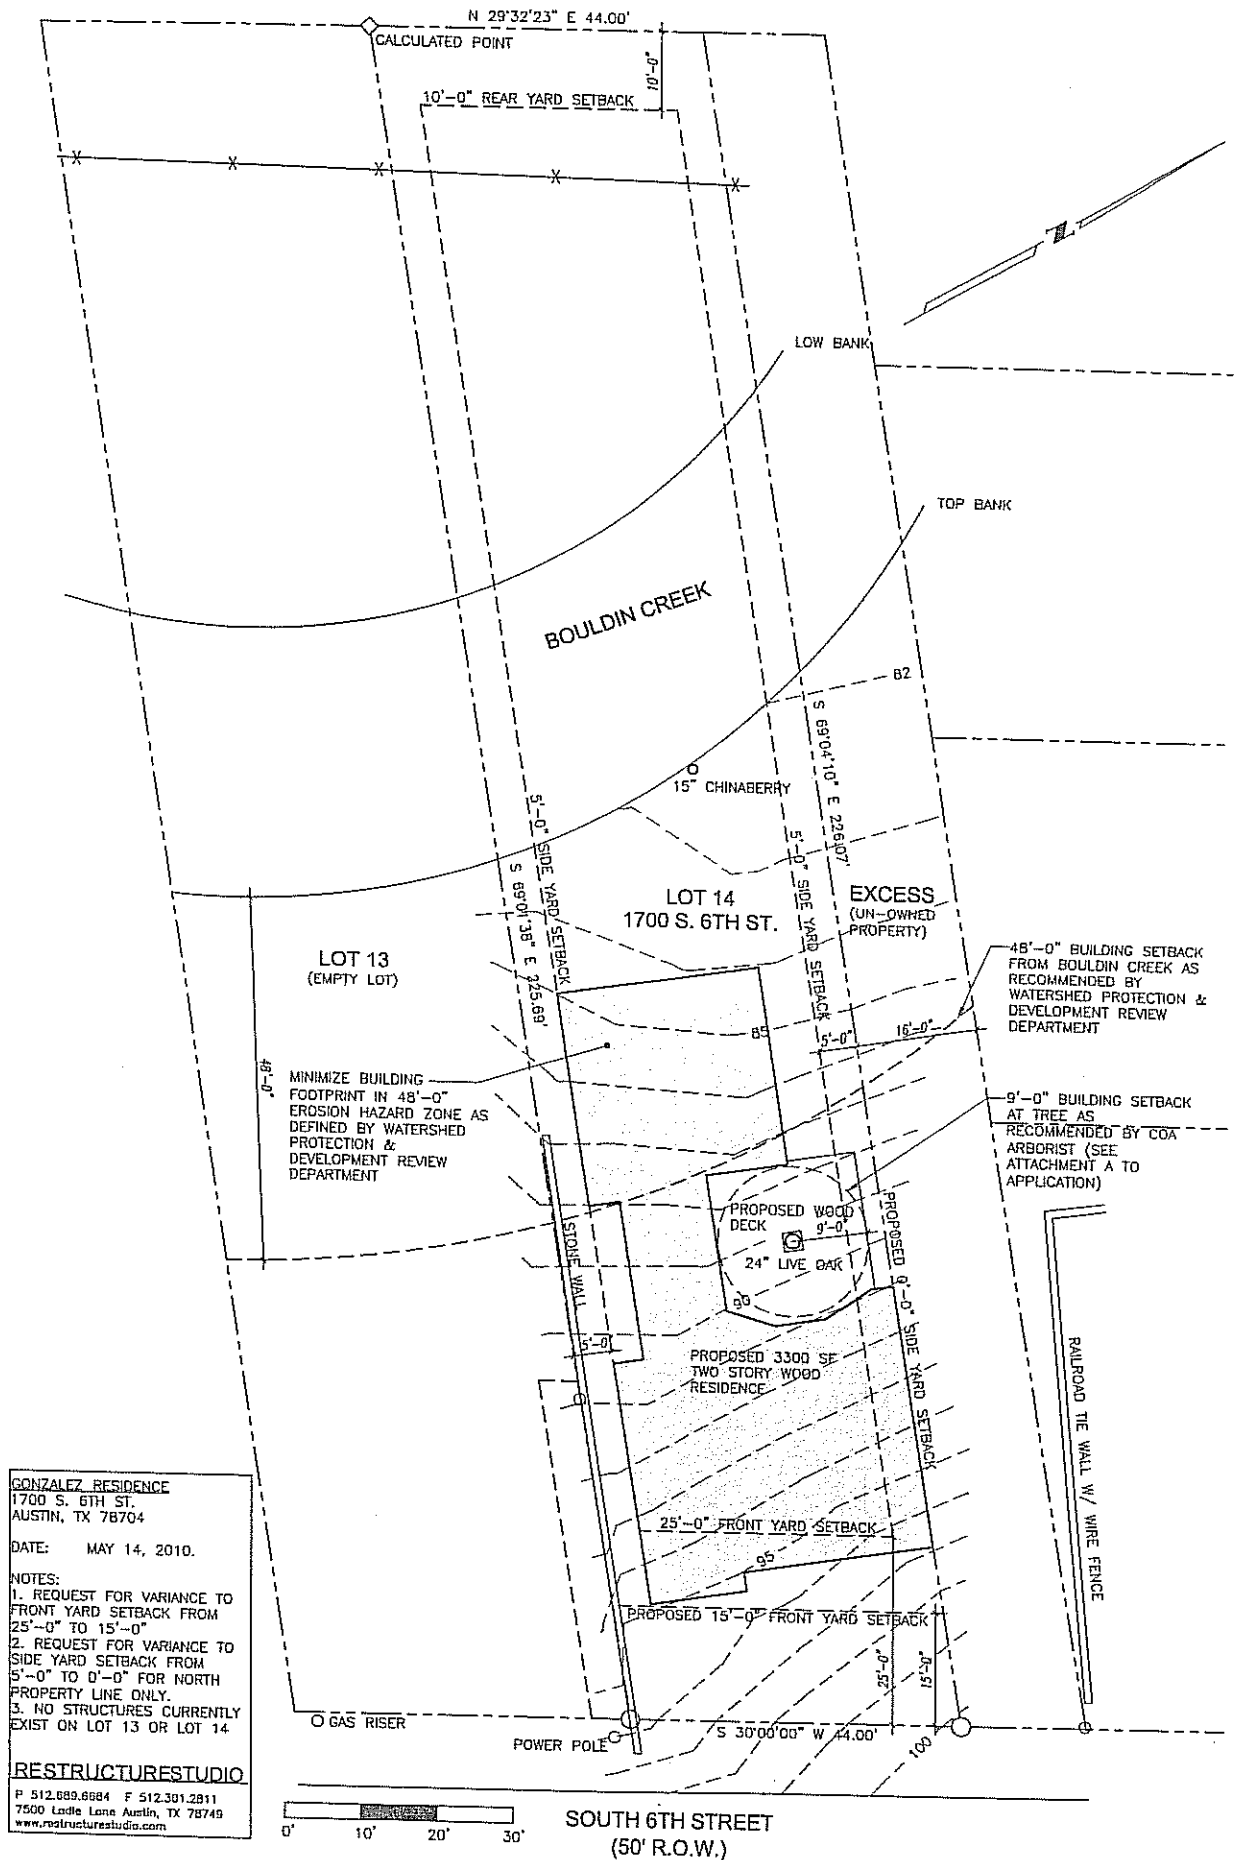 N 29°32'23" E 44.00'
CALCULATED POINT
10'-0"
10'-0" REAR YARD SETBACK
X X X X X
N
LOW BANK
TOP BANK
BOULDIN CREEK
82
S 69°04'10" E 226.07'
15" CHINABERRY
5'-0" SIDE YARD SETBACK
S 69°01'38" E 225.69'
5'-0" SIDE YARD SETBACK
LOT 14
1700 S. 6TH ST.
EXCESS
(UN-OWNED
PROPERTY)
LOT 13
(EMPTY LOT)
48'-0" BUILDING SETBACK
FROM BOULDIN CREEK AS
RECOMMENDED BY
WATERSHED PROTECTION &
DEVELOPMENT REVIEW
DEPARTMENT
85
5'-0"
16'-0"
48'-0"
MINIMIZE BUILDING
FOOTPRINT IN 48'-0"
EROSION HAZARD ZONE AS
DEFINED BY WATERSHED
PROTECTION &
DEVELOPMENT REVIEW
DEPARTMENT
9'-0" BUILDING SETBACK
AT TREE AS
RECOMMENDED BY COA
ARBORIST (SEE
ATTACHMENT A TO
APPLICATION)
PROPOSED WOOD
DECK
9'-0"
24" LIVE OAK
90
STONE WALL
5'-0"
PROPOSED 0'-0" SIDE YARD SETBACK
PROPOSED 3300 SF
TWO STORY WOOD
RESIDENCE
RAILROAD TIE WALL W/ WIRE FENCE
25'-0" FRONT YARD SETBACK
95
PROPOSED 15'-0" FRONT YARD SETBACK
25'-0"
15'-0"
GONZALEZ RESIDENCE
1700 S. 6TH ST.
AUSTIN, TX 78704
DATE: MAY 14, 2010.
NOTES:
1. REQUEST FOR VARIANCE TO
FRONT YARD SETBACK FROM
25'-0" TO 15'-0"
2. REQUEST FOR VARIANCE TO
SIDE YARD SETBACK FROM
5'-0" TO 0'-0" FOR NORTH
PROPERTY LINE ONLY.
3. NO STRUCTURES CURRENTLY
EXIST ON LOT 13 OR LOT 14
RESTRUCTURESTUDIO
P 512.689.6684 F 512.301.2811
7500 Ladle Lane Austin, TX 78749
www.restructurestudio.com
GAS RISER
POWER POLE
S 30°00'00" W 44.00'
100
0' 10' 20' 30'
SOUTH 6TH STREET
(50' R.O.W.)